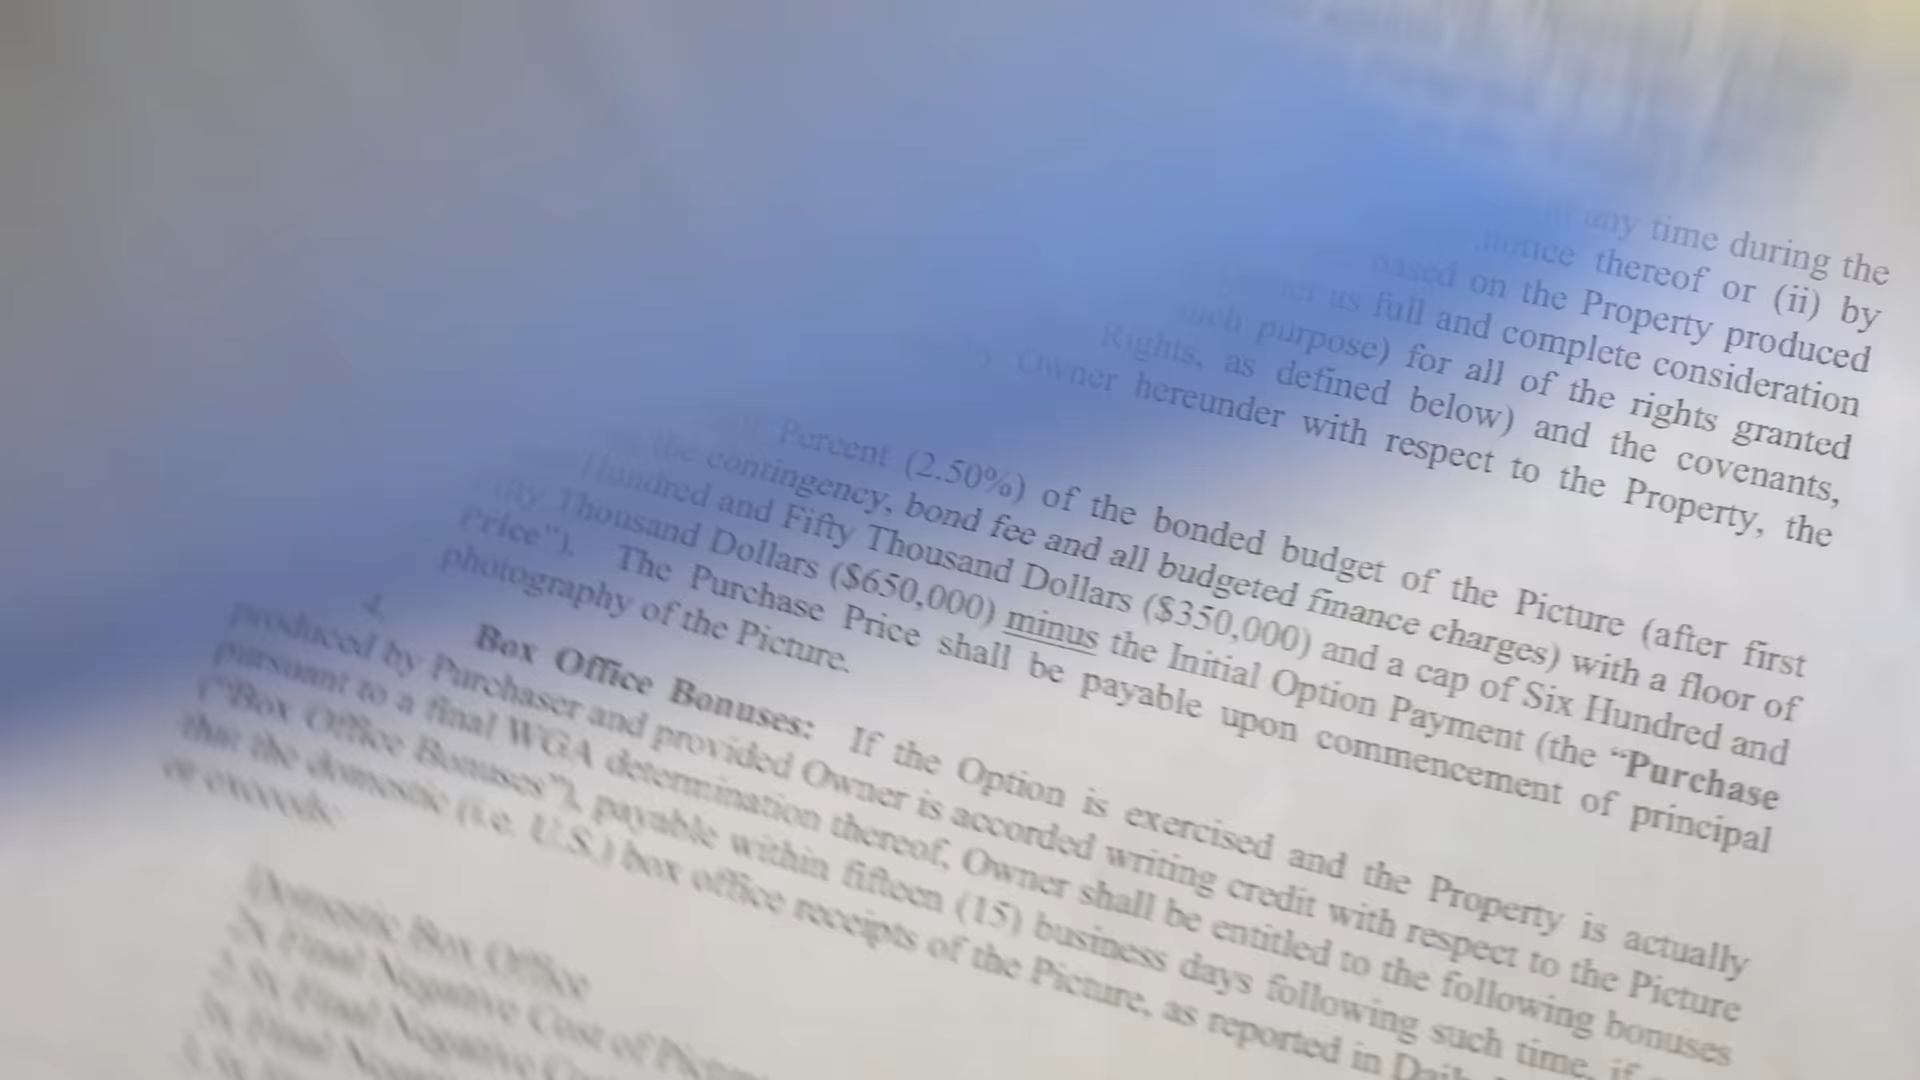 any time during the
notice thereof or (ii) by
based on the Property produced
as full and complete consideration
such purpose) for all of the rights granted
Rights, as defined below) and the covenants,
by Owner hereunder with respect to the Property, the
Percent (2.50%) of the bonded budget of the Picture (after first
the contingency, bond fee and all budgeted finance charges) with a floor of
Hundred and Fifty Thousand Dollars ($350,000) and a cap of Six Hundred and
Fifty Thousand Dollars ($650,000) minus the Initial Option Payment (the “Purchase
Price”). The Purchase Price shall be payable upon commencement of principal
photography of the Picture.
4. Box Office Bonuses: If the Option is exercised and the Property is actually
produced by Purchaser and provided Owner is accorded writing credit with respect to the Picture
pursuant to a final WGA determination thereof, Owner shall be entitled to the following bonuses
(“Box Office Bonuses”), payable within fifteen (15) business days following such time, if
that the domestic (i.e. U.S.) box office receipts of the Picture, as reported in Daily
or exceeds:
Domestic Box Office
Final Negative Cost of Picture
Final Negative Cost
Final